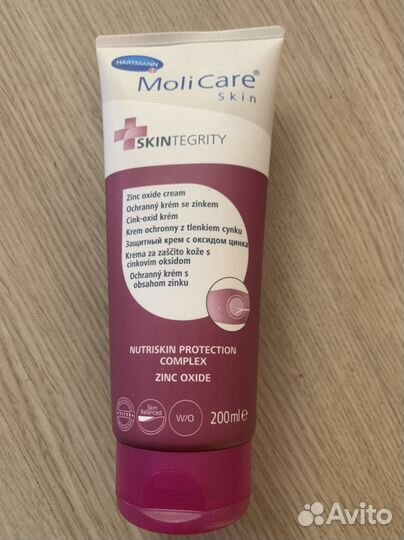 HARTMANN
MoliCare®
Skin
SKINTEGRITY
Zinc oxide cream
Ochranný krém se zinkem
Cink-oxid krém
Krem ochronny z tlenkiem cynku
Защитный крем с оксидом цинка
Krema za zaščito kože s
cinkovim oksidom
Ochranný krém s
obsahom zinku
NUTRISKIN PROTECTION
COMPLEX
ZINC OXIDE
Skin
Balanced
W/O
200ml e
Avito